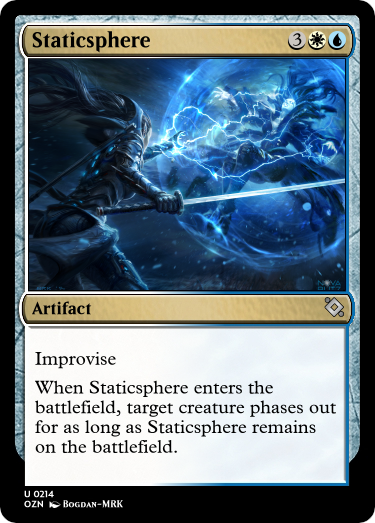 Staticsphere 3
Artifact
Improvise
When Staticsphere enters the
battlefield, target creature phases out
for as long as Staticsphere remains
on the battlefield.
U 0214
OZN Bogdan-MRK